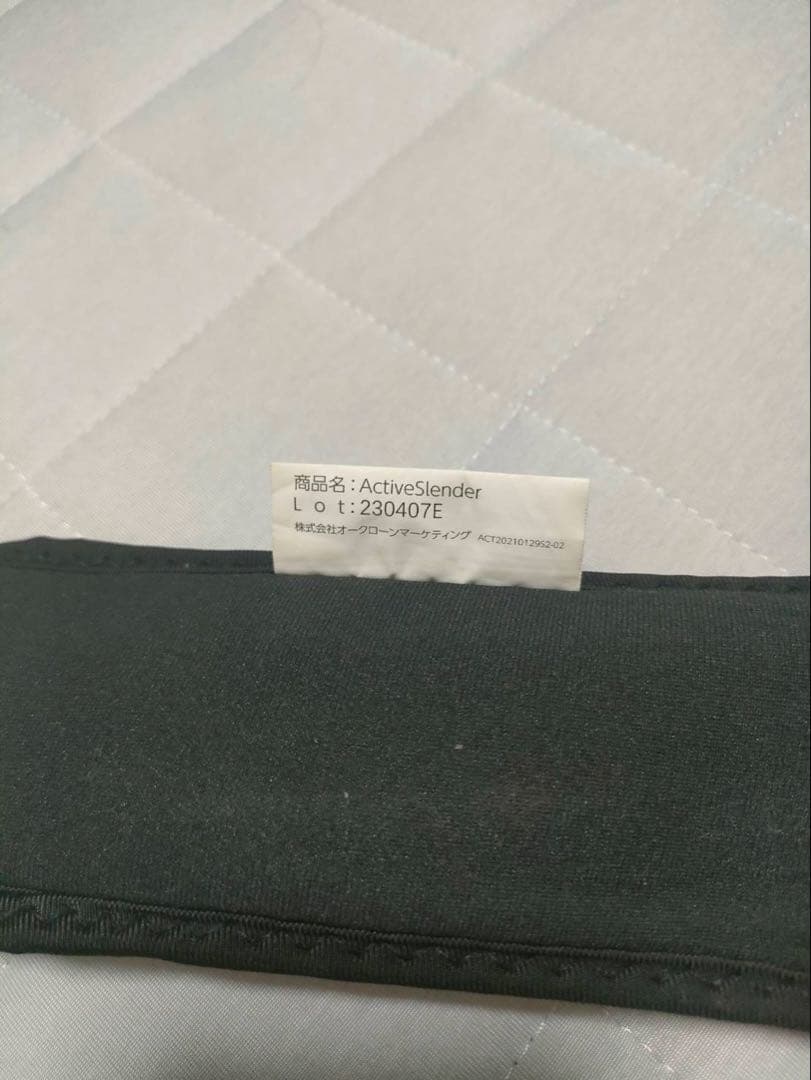 商品名：ActiveSlender
Ｌｏｔ：230407E
株式会社オークローンマーケティング ACT20210129S2-02